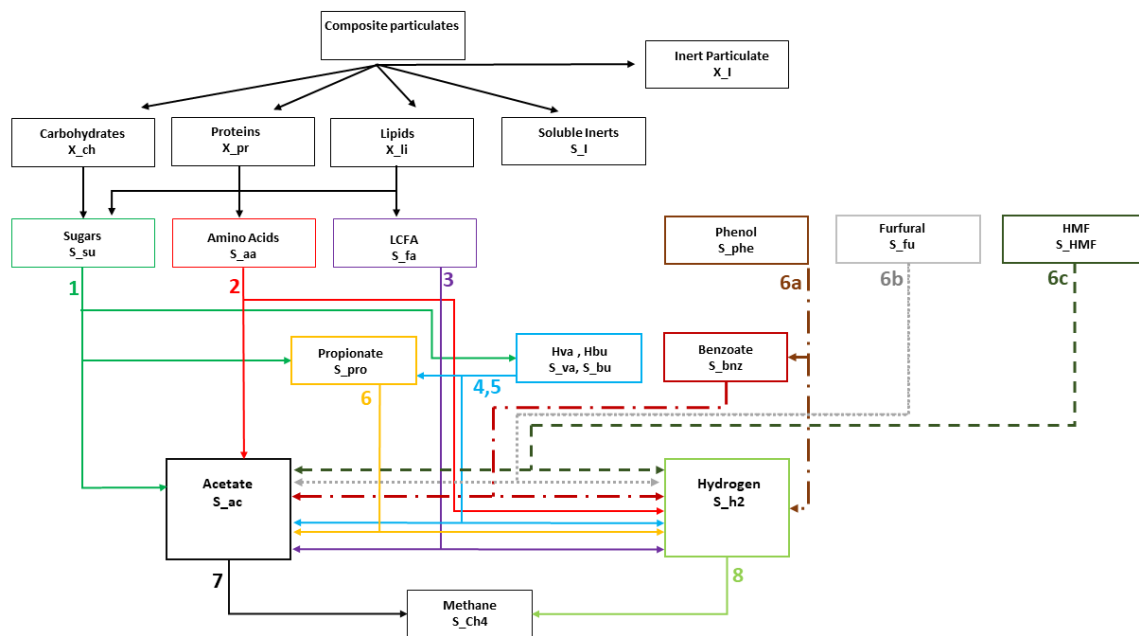 Composite particulates
Inert Particulate
X_I
Carbohydrates
X_ch
Proteins
X_pr
Lipids
X_li
Soluble Inerts
S_I
Sugars
S_su
Amino Acids
S_aa
LCFA
S_fa
Phenol
S_phe
Furfural
S_fu
HMF
S_HMF
1
2
3
6a
6b
6c
Propionate
S_pro
Hva , Hbu
S_va, S_bu
Benzoate
S_bnz
4,5
6
Acetate
S_ac
Hydrogen
S_h2
7
8
Methane
S_Ch4